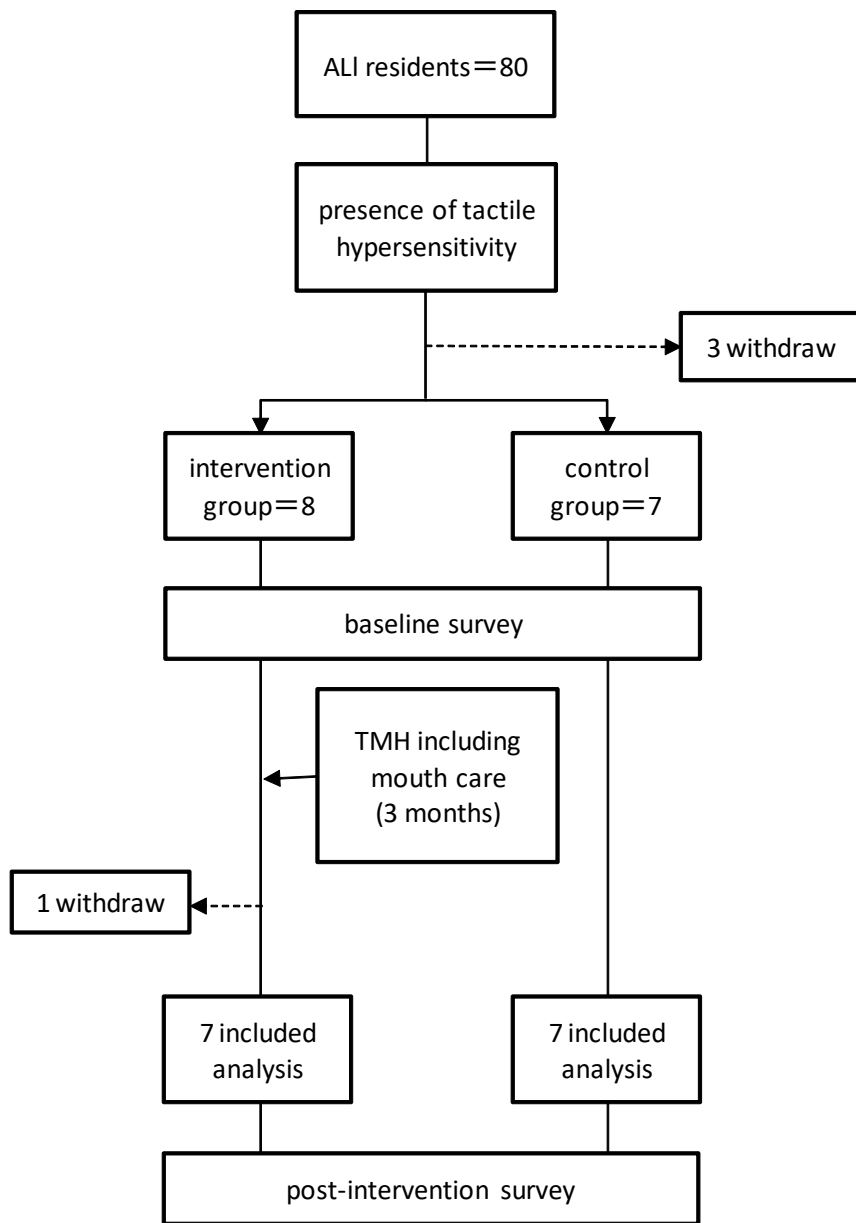 ALl residents＝80
presence of tactile
hypersensitivity
3 withdraw
intervention
group＝8
control
group＝7
baseline survey
TMH including
mouth care
(3 months)
1 withdraw
7 included
analysis
7 included
analysis
post-intervention survey